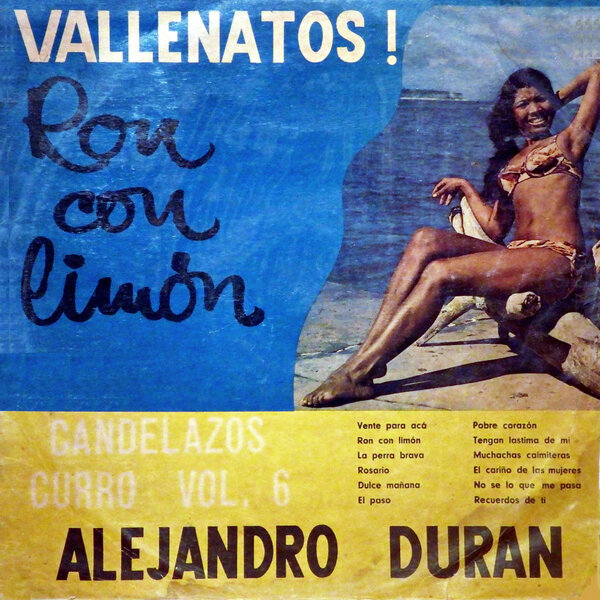 VALLENATOS !
Ron
con
limón
CANDELAZOS
CURRO VOL. 6
Vente para acá
Ron con limón
La perra brava
Rosario
Dulce mañana
El paso
Pobre corazón
Tengan lastima de mi
Muchachas caimiteras
El cariño de las mujeres
No se lo que me pasa
Recuerdos de ti
ALEJANDRO DURAN